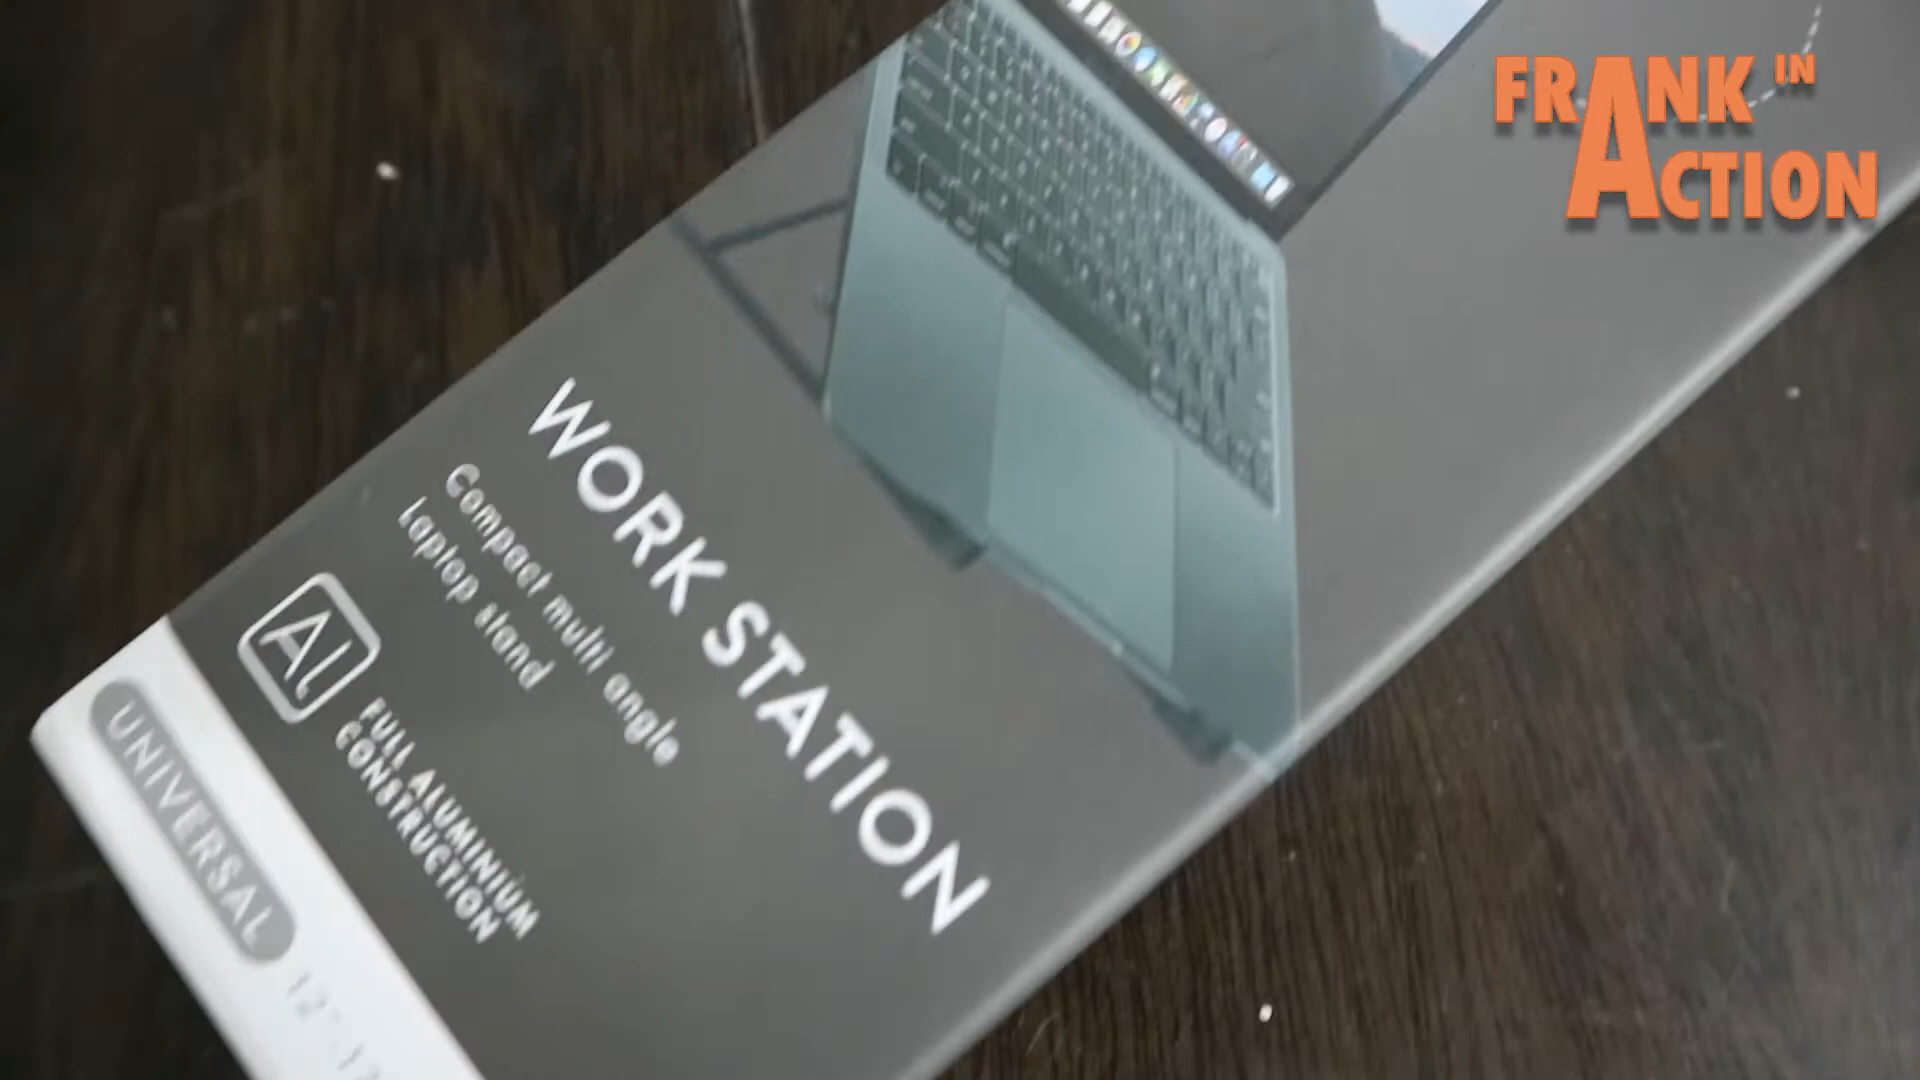 FRANK IN
ACTION
WORK STATION
Compact multi angle
laptop stand
Al
FULL ALUMINIUM
CONSTRUCTION
UNIVERSAL